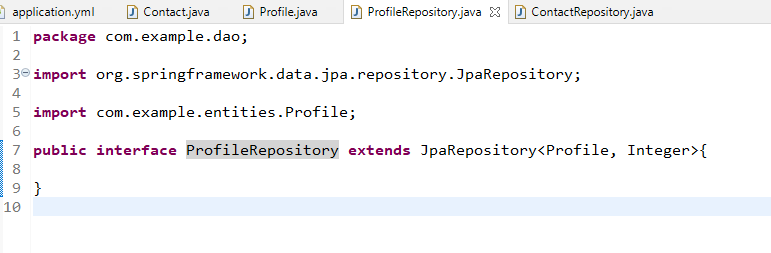 application.yml Contact.java Profile.java ProfileRepository.java ContactRepository.java
1 package com.example.dao;
2
3 import org.springframework.data.jpa.repository.JpaRepository;
4
5 import com.example.entities.Profile;
6
7 public interface ProfileRepository extends JpaRepository<Profile, Integer>{
8
9 }
10